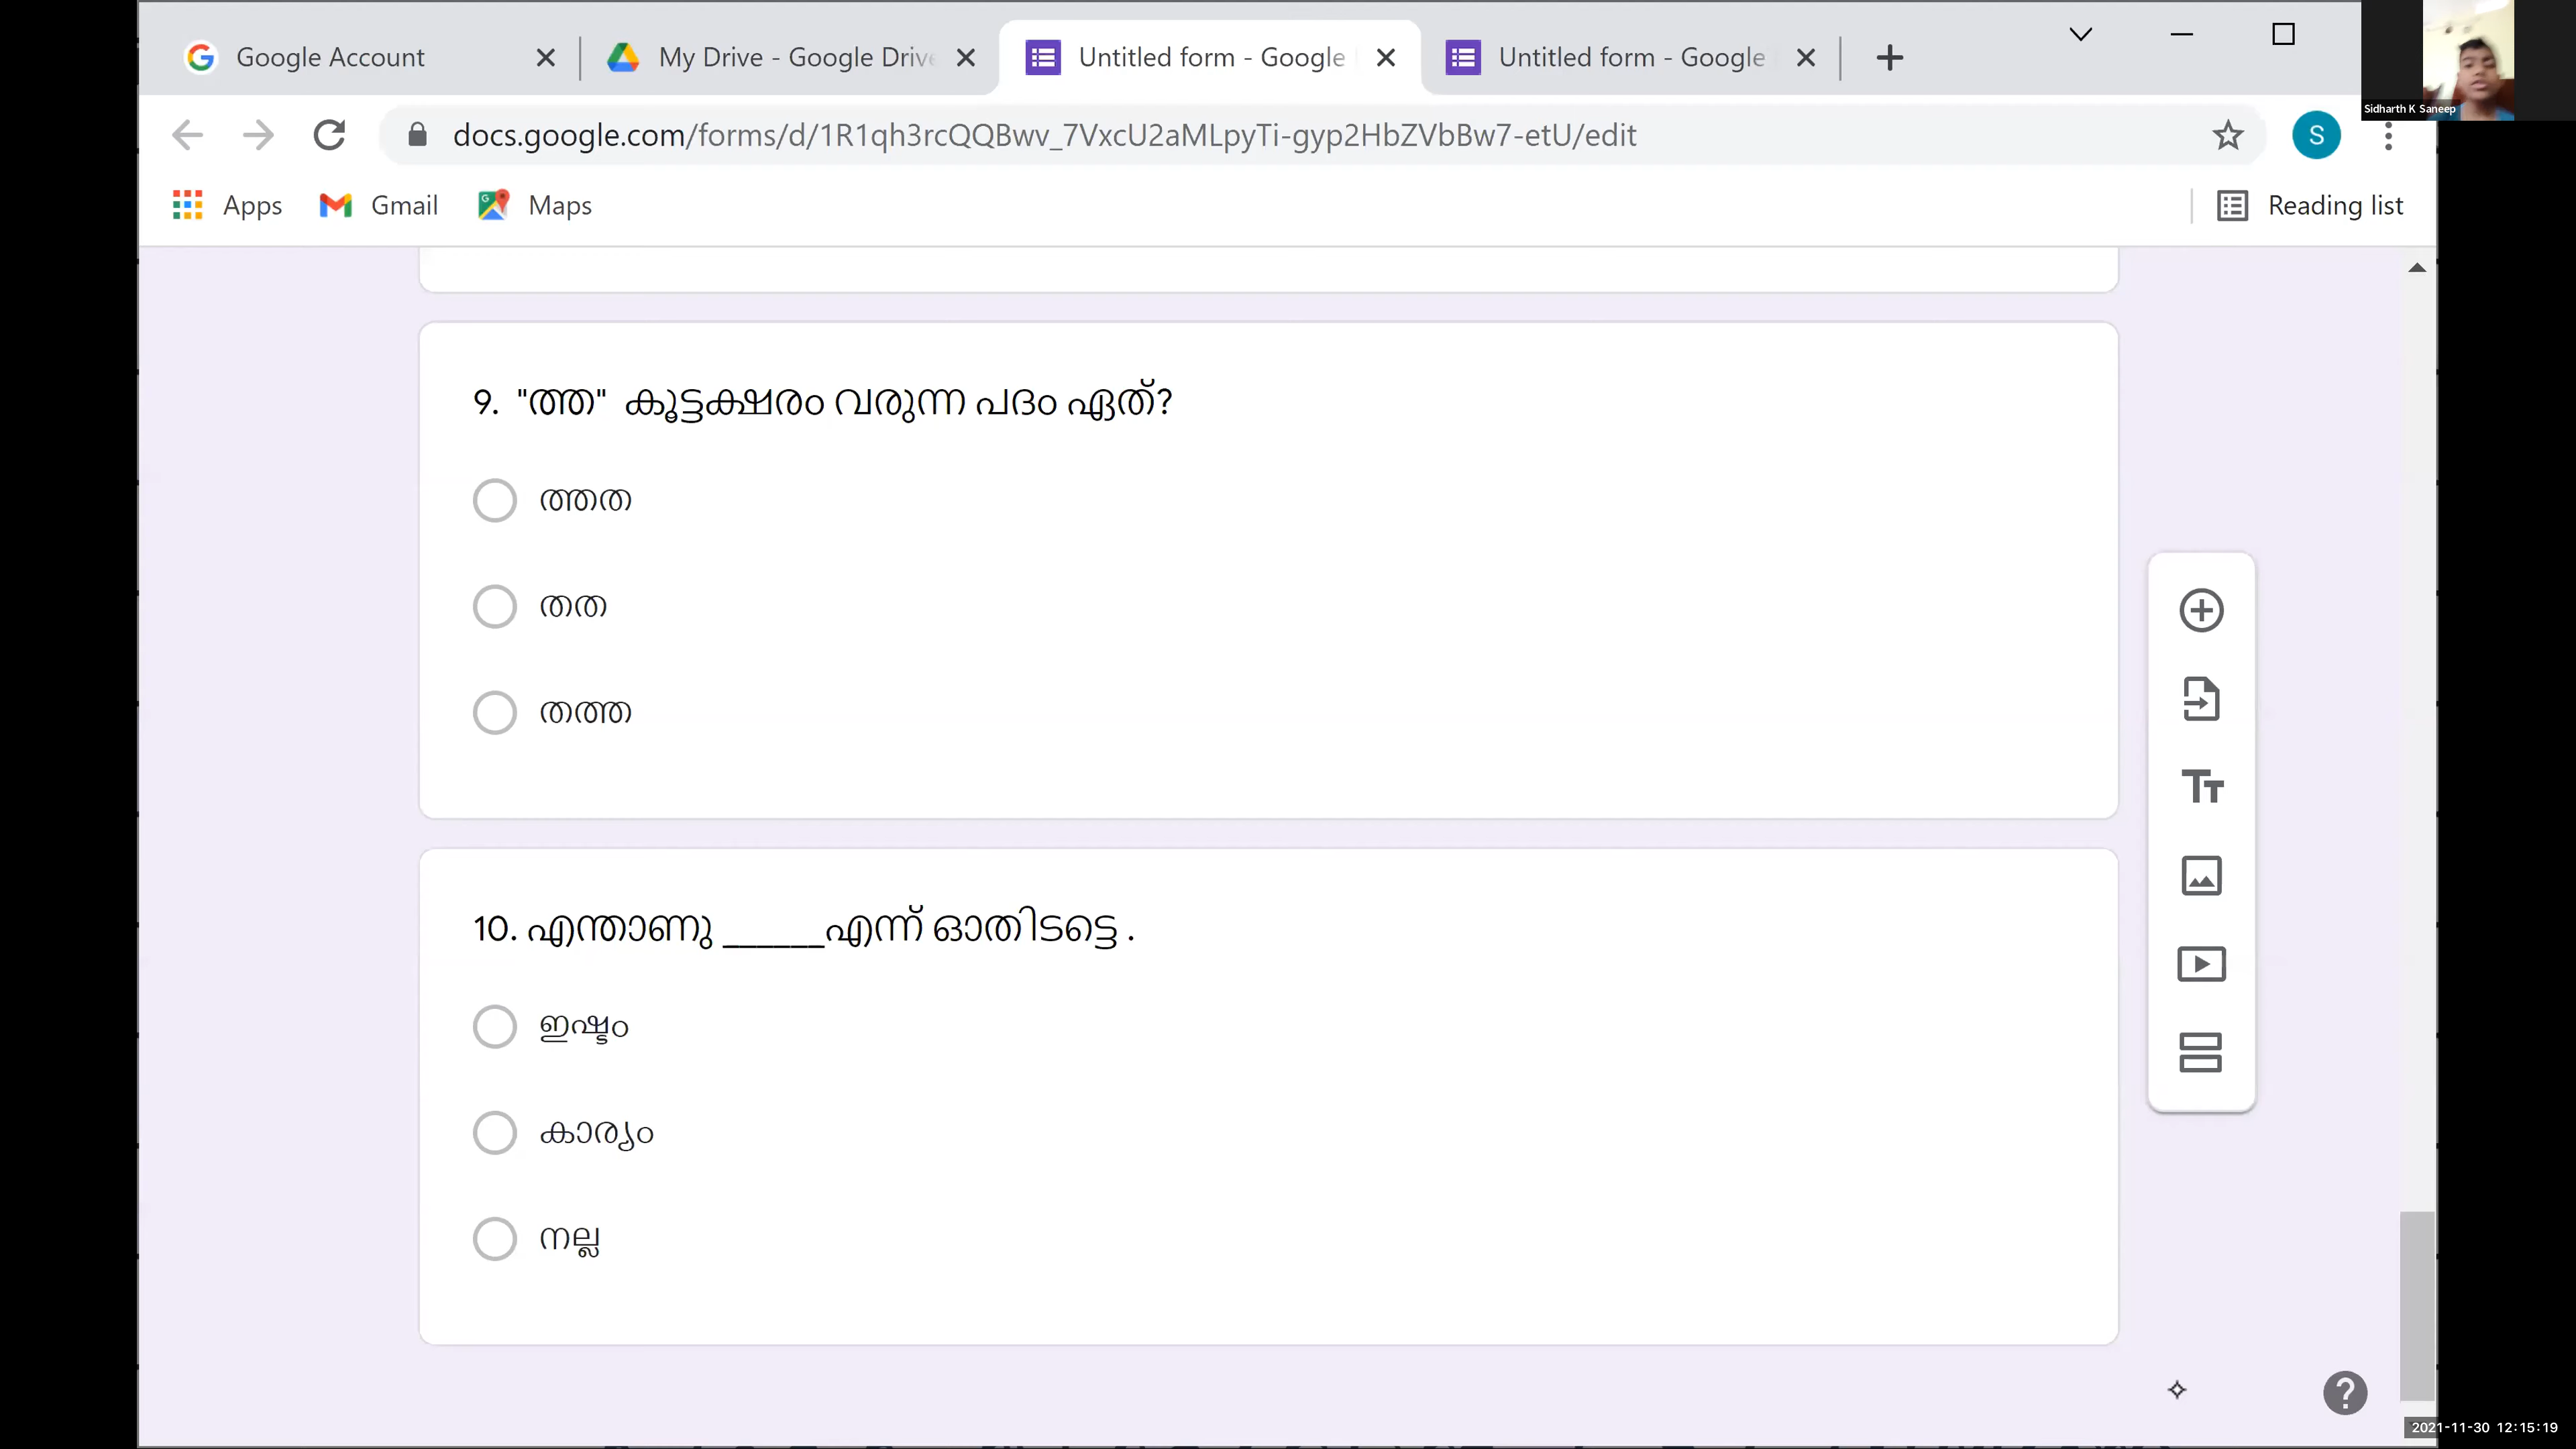 Google Account
My Drive - Google Drive
Untitled form - Google
Untitled form - Google
Sidharth K Saneep
docs.google.com/forms/d/1R1qh3rcQQBwv_7VxcU2aMLpyTi-gyp2HbZVbBw7-etU/edit
S
Apps
Gmail
Maps
Reading list
9. "ത്ത" കൂട്ടക്ഷരം വരുന്ന പദം ഏത്?
ത്തത
തത
തത്ത
10. എന്താണു ______എന്ന് ഓതിടട്ടെ .
ഇഷ്ടം
കാര്യം
നല്ല
2021-11-30 12:15:19